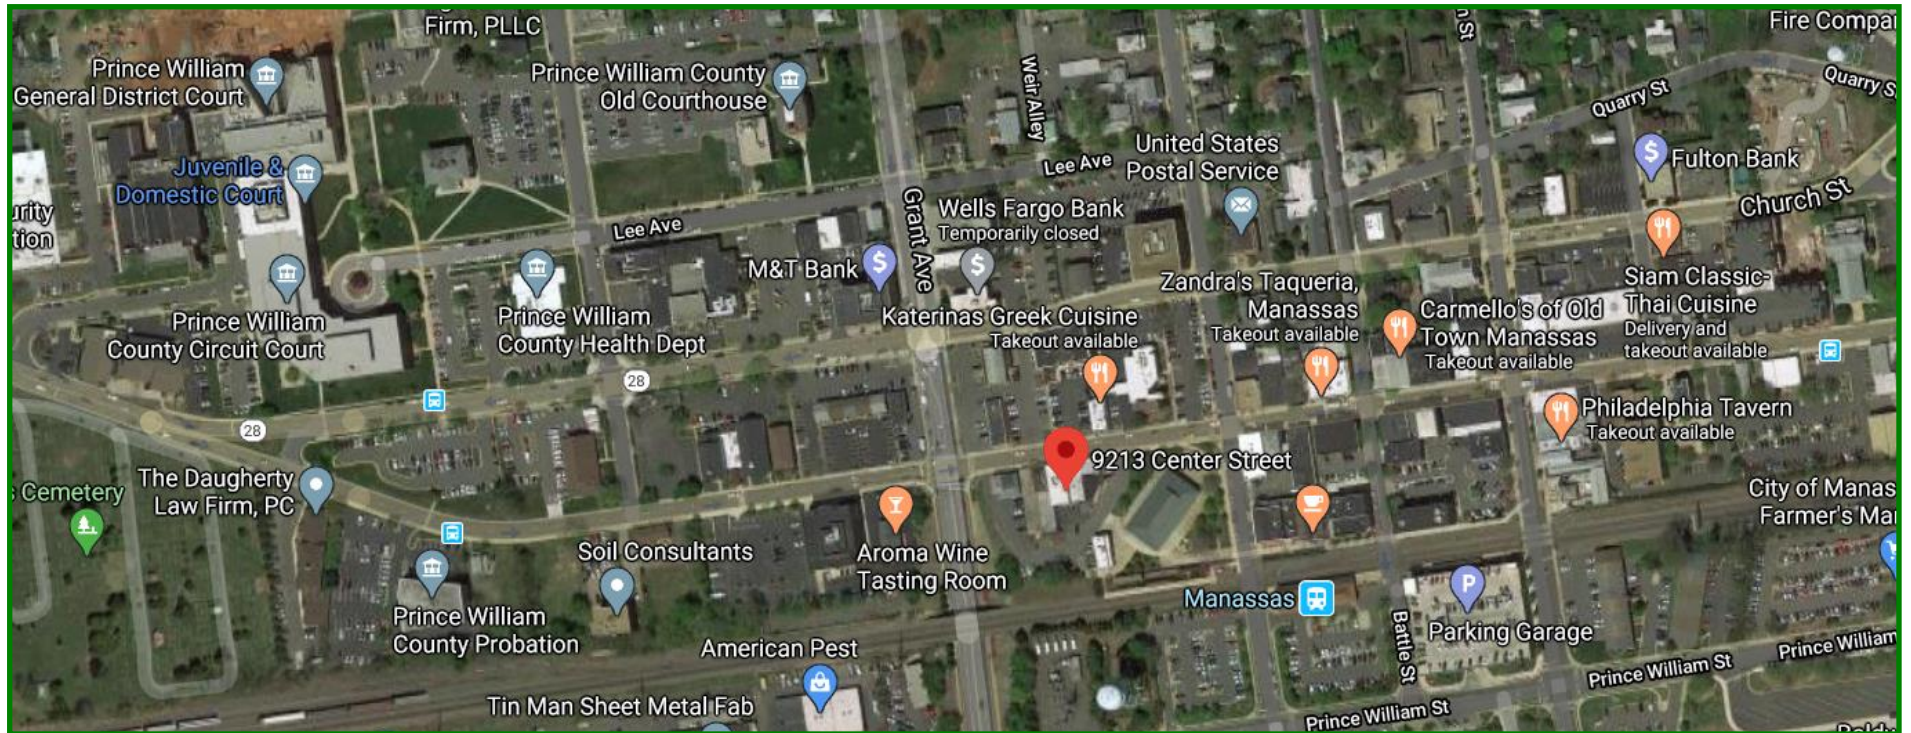 Firm, PLLC
Fire Compa
Prince William
General District Court
Prince William County
Old Courthouse
Weir Alley
Quarry St
Quarry S
United States
Postal Service
Lee Ave
Fulton Bank
Juvenile &
Domestic Court
urity
tion
Church St
Grant Ave
Wells Fargo Bank
Temporarily closed
Lee Ave
M&T Bank
Zandra's Taqueria,
Manassas
Takeout available
Siam Classic-
Thai Cuisine
Delivery and
takeout available
Prince William
County Circuit Court
Prince William
County Health Dept
Katerinas Greek Cuisine
Takeout available
Carmello's of Old
Town Manassas
Takeout available
28
28
Philadelphia Tavern
Takeout available
9213 Center Street
s Cemetery
The Daugherty
Law Firm, PC
City of Manas
Farmer's Mar
Soil Consultants
Aroma Wine
Tasting Room
Manassas
P
Prince William
County Probation
Battle St
Parking Garage
American Pest
Prince William St
Prince William
Tin Man Sheet Metal Fab
Prince William St